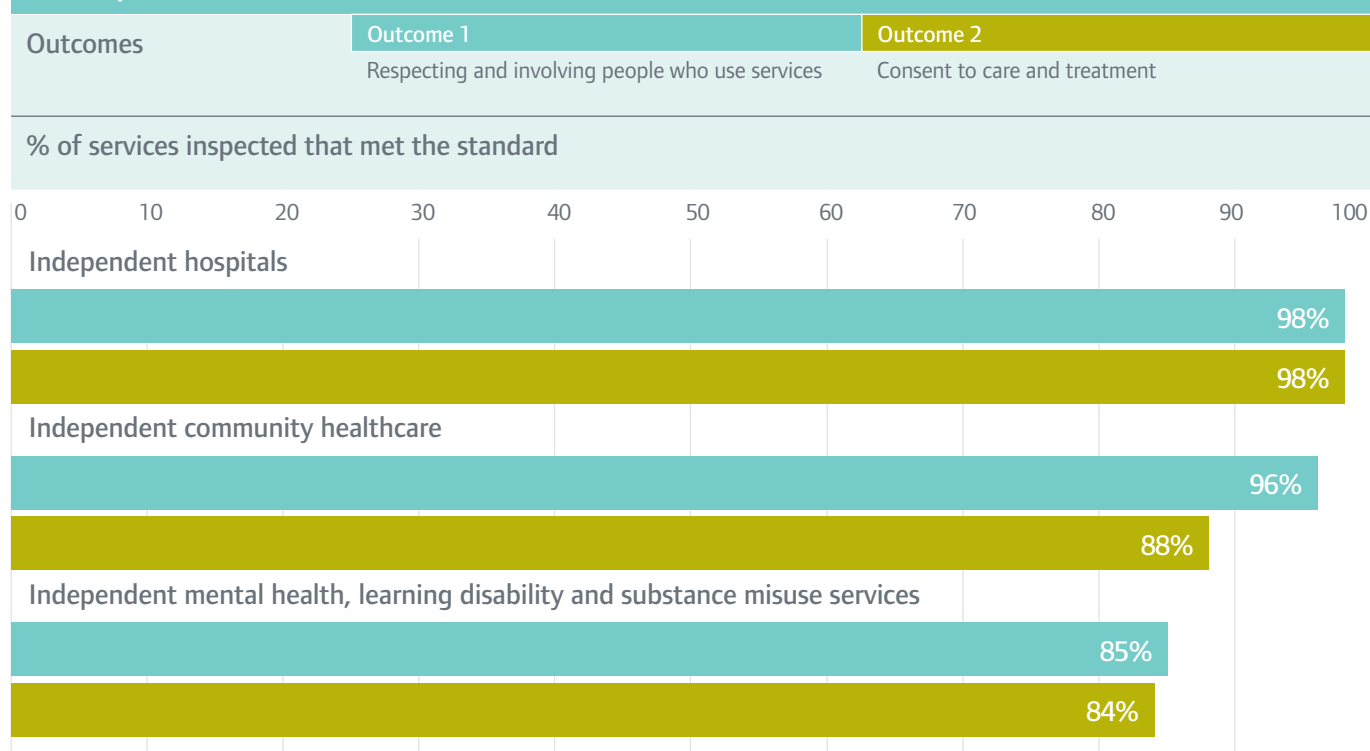 Outcomes
Outcome 1
Outcome 2
Respecting and involving people who use services
Consent to care and treatment
% of services inspected that met the standard
0 10 20 30 40 50 60 70 80 90 100
Independent hospitals
98%
98%
Independent community healthcare
96%
88%
Independent mental health, learning disability and substance misuse services
85%
84%